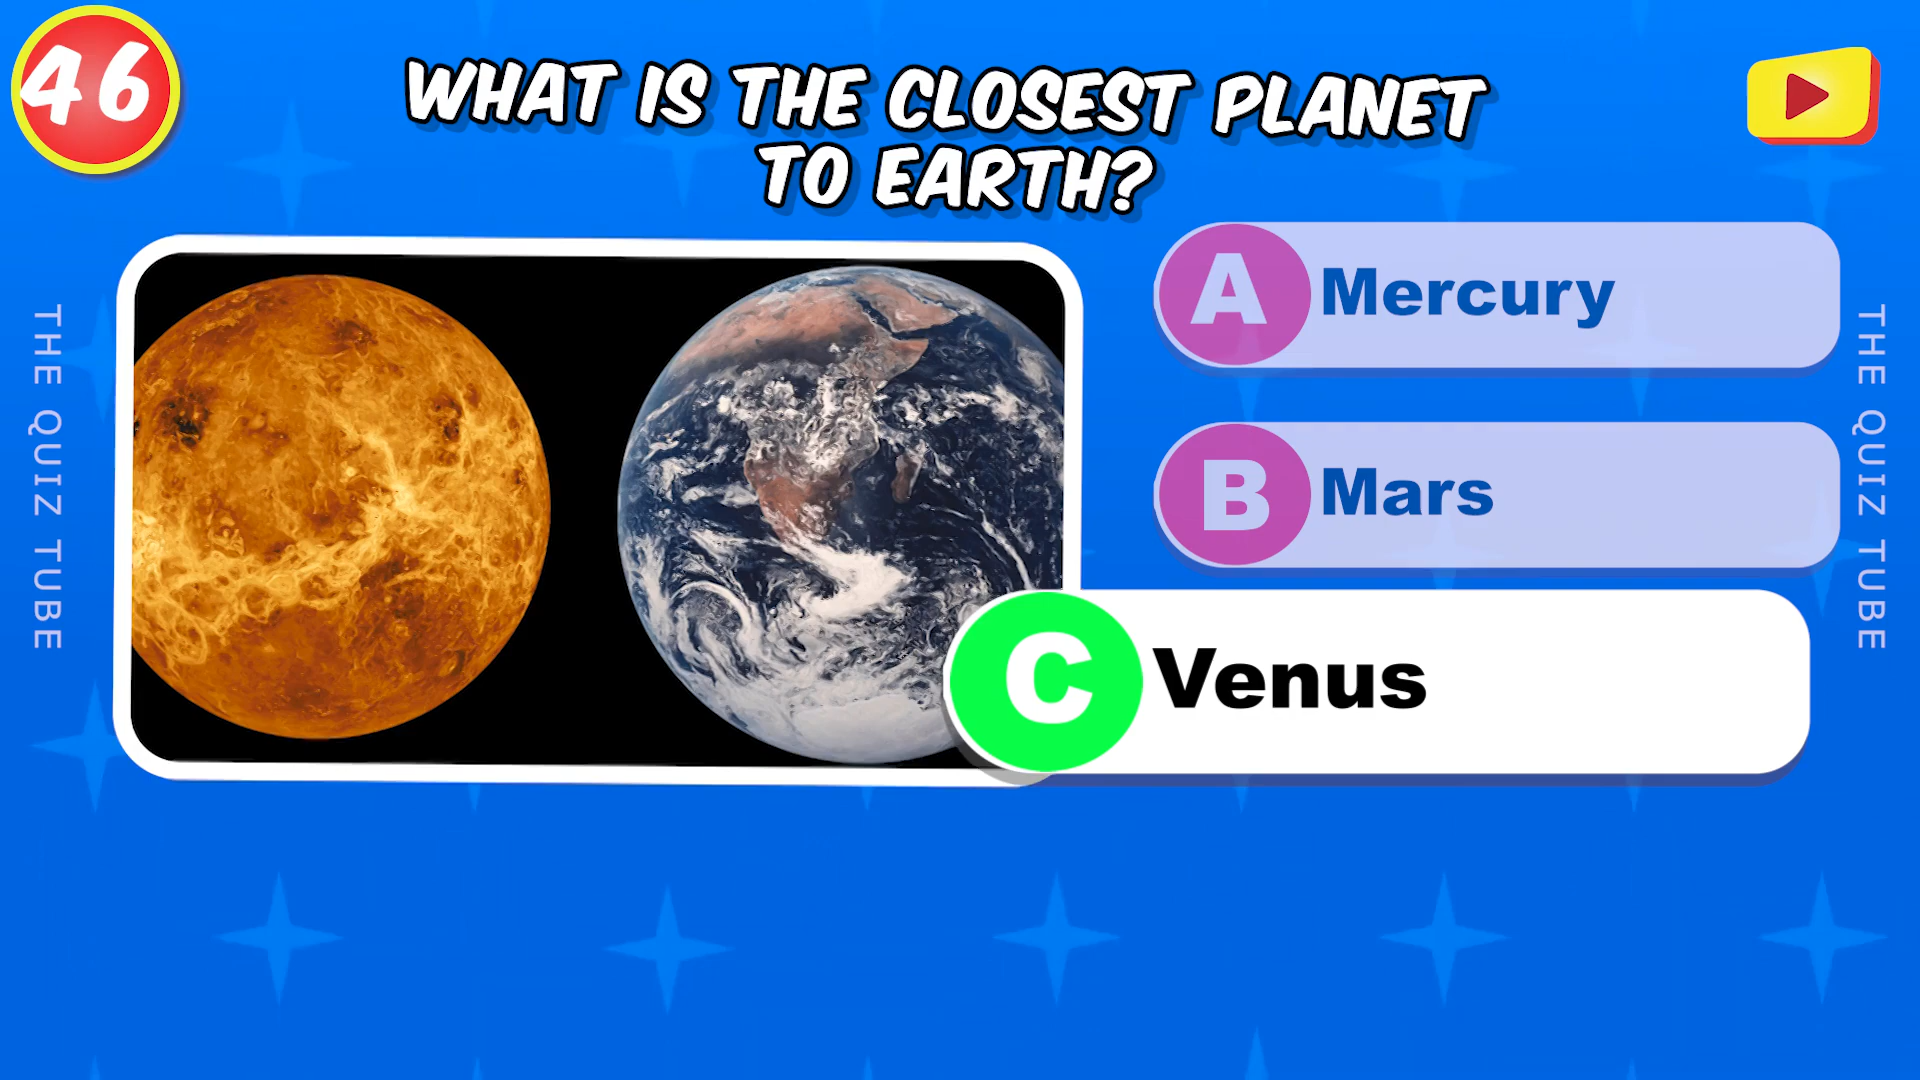 46
WHAT IS THE CLOSEST PLANET
TO EARTH?
THE QUIZ TUBE
A Mercury
B Mars
C Venus
THE QUIZ TUBE